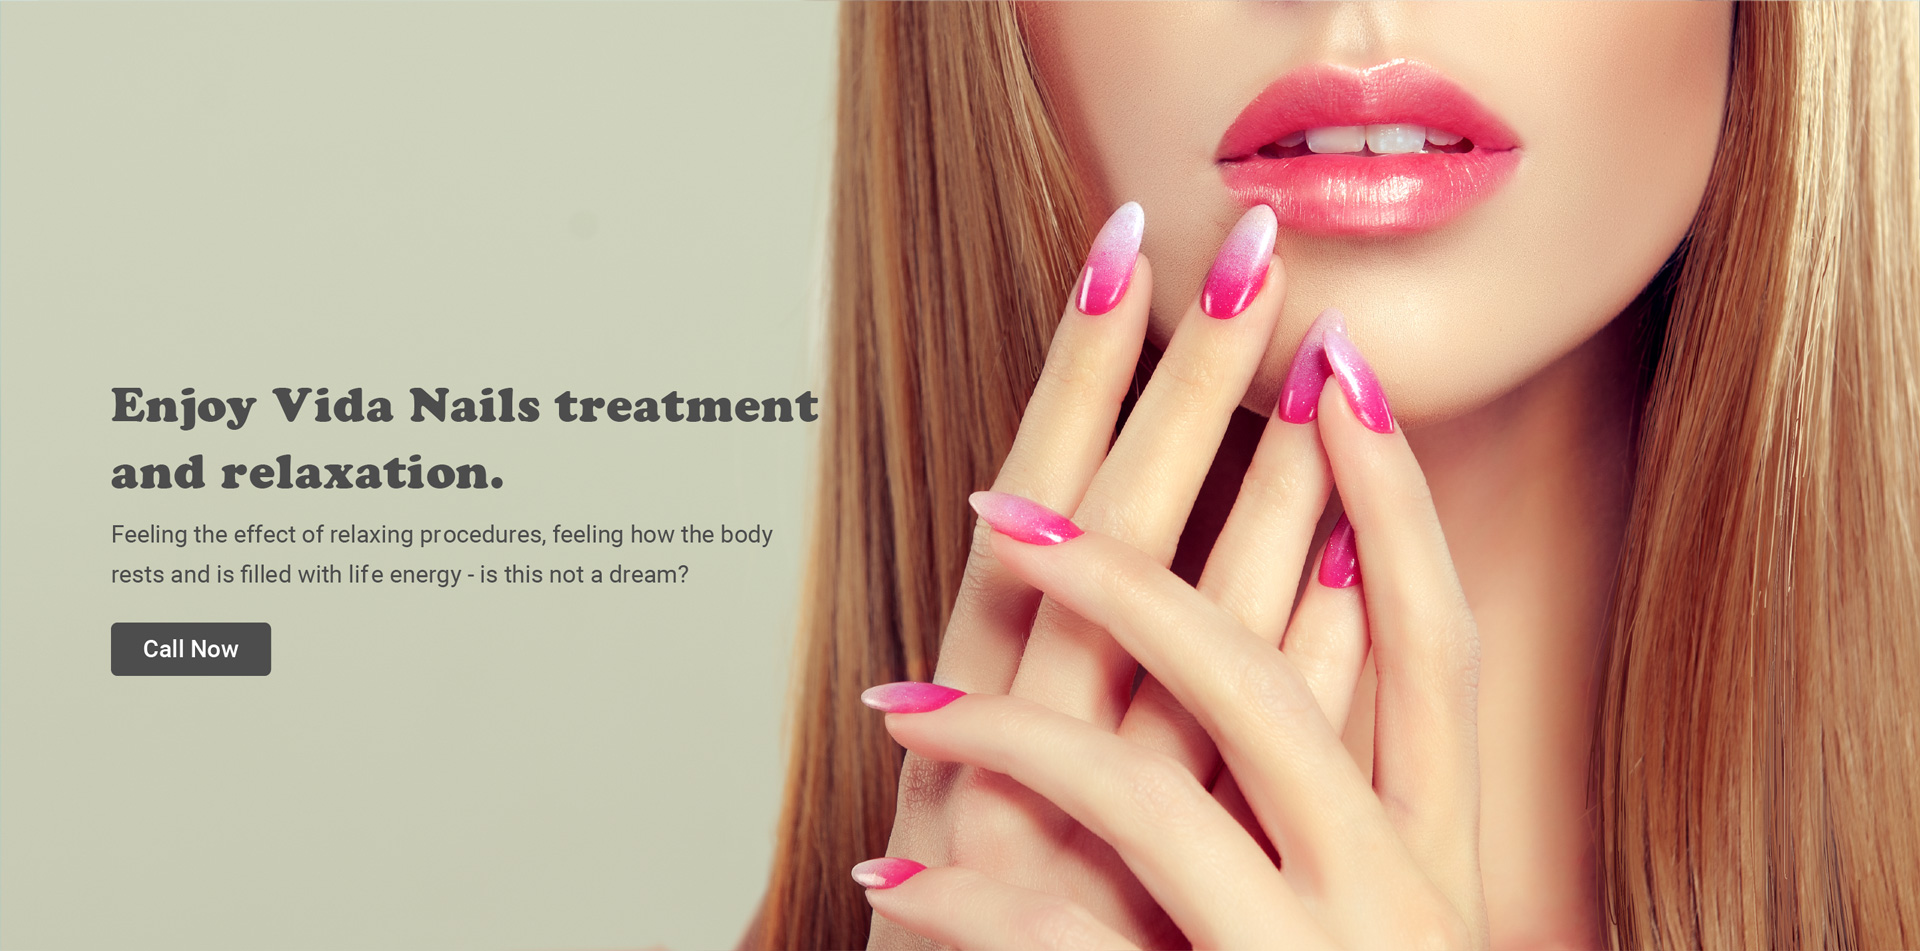 Enjoy Vida Nails treatment
and relaxation.
Feeling the effect of relaxing procedures, feeling how the body
rests and is filled with life energy - is this not a dream?
Call Now